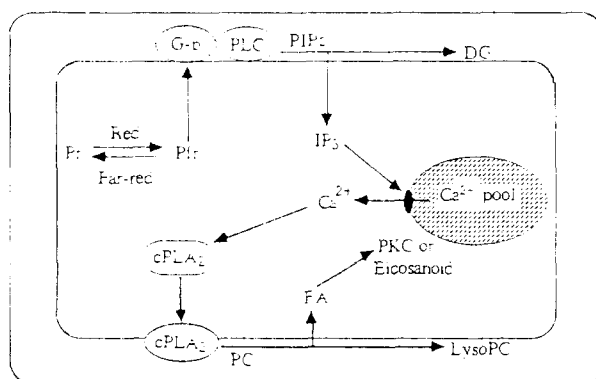 G-p PLC PIP₂
DG
Red
Pr Pfr
Far-red
IP₃
Ca²⁺ Ca²⁺ pool
cPLA₂
PKC or
Eicosanoid
FA
cPLA₂
PC LysoPC